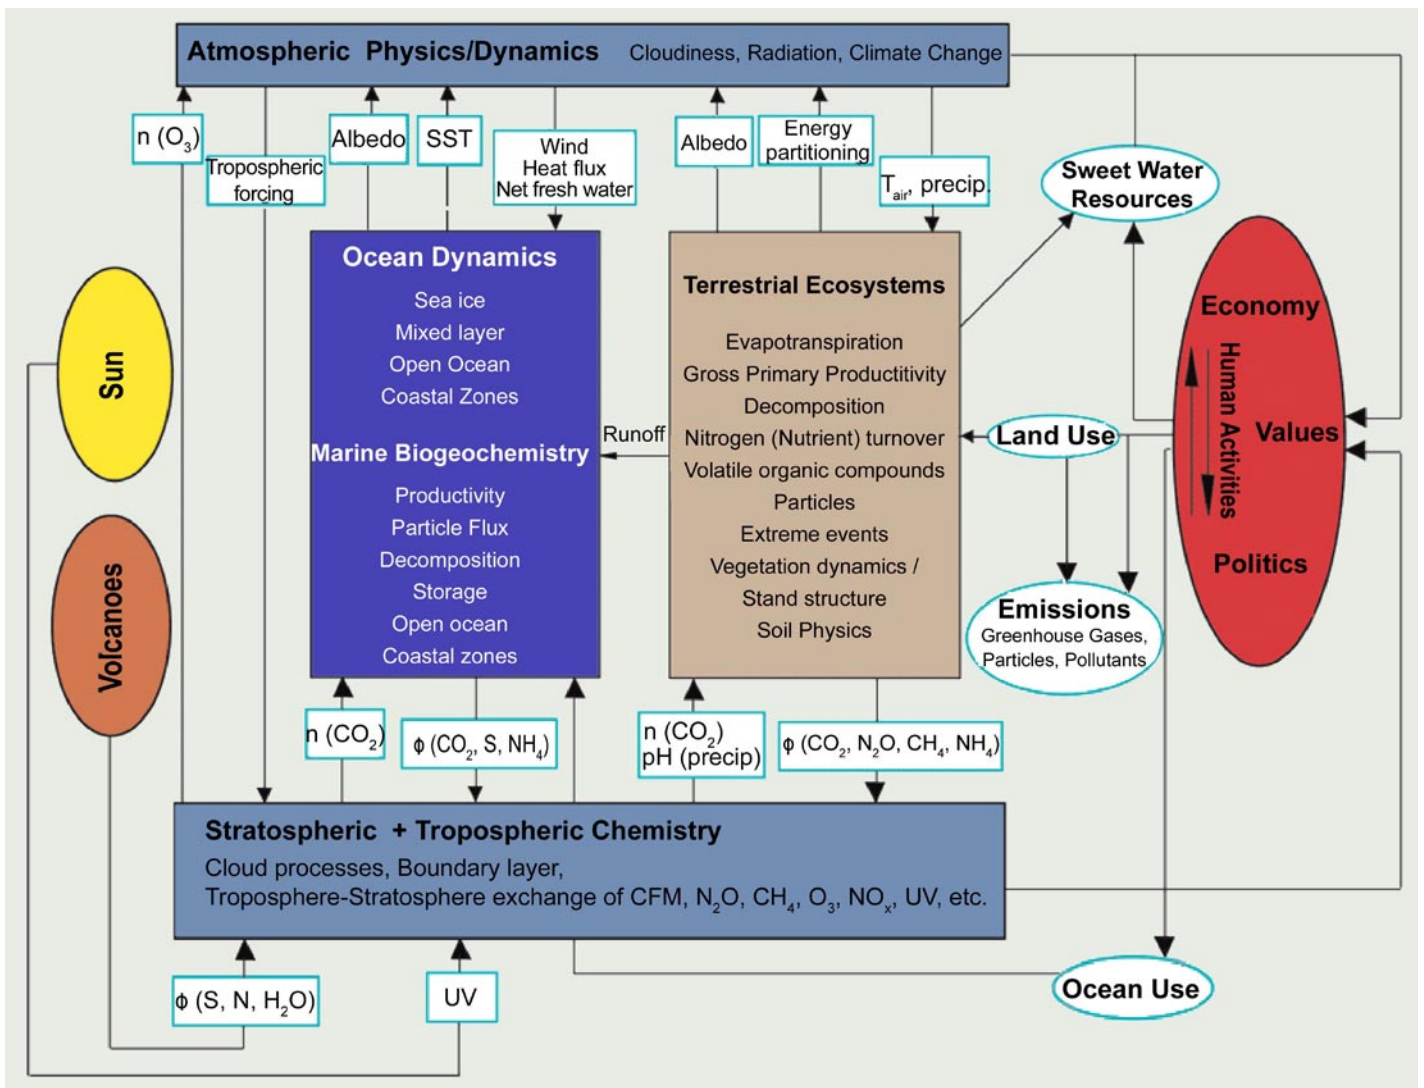 Atmospheric Physics/Dynamics Cloudiness, Radiation, Climate Change
n (O₃)
Tropospheric
forcing
Albedo
SST
Wind
Heat flux
Net fresh water
Albedo
Energy
partitioning
Tair, precip.
Sweet Water
Resources
Sun
Volcanoes
Ocean Dynamics
Sea ice
Mixed layer
Open Ocean
Coastal Zones
Marine Biogeochemistry
Productivity
Particle Flux
Decomposition
Storage
Open ocean
Coastal zones
Runoff
Terrestrial Ecosystems
Evapotranspiration
Gross Primary Productitivity
Decomposition
Nitrogen (Nutrient) turnover
Volatile organic compounds
Particles
Extreme events
Vegetation dynamics /
Stand structure
Soil Physics
Land Use
Emissions
Greenhouse Gases,
Particles, Pollutants
Economy
Human Activities
Values
Politics
n (CO₂)
ϕ (CO₂, S, NH₄)
n (CO₂)
pH (precip)
ϕ (CO₂, N₂O, CH₄, NH₄)
Stratospheric + Tropospheric Chemistry
Cloud processes, Boundary layer,
Troposphere-Stratosphere exchange of CFM, N₂O, CH₄, O₃, NOₓ, UV, etc.
ϕ (S, N, H₂O)
UV
Ocean Use